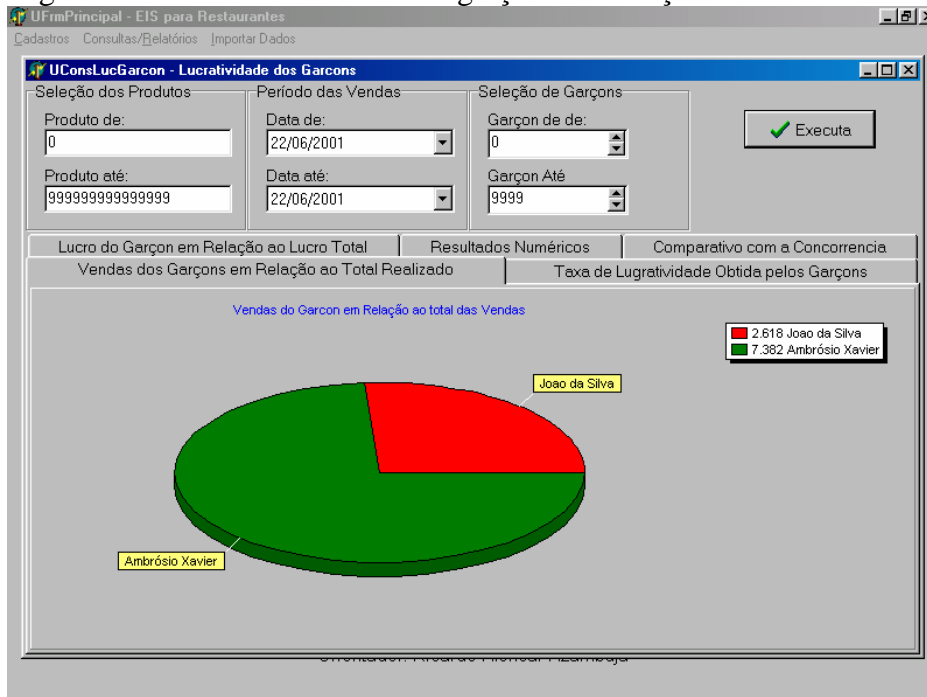 UFrmPrincipal - EIS para Restaurantes
Cadastros Consultas/Relatórios Importar Dados
UConsLucGarcon - Lucratividade dos Garcons
Seleção dos Produtos Período das Vendas Seleção de Garçons
Produto de: Data de: Garçon de de:
0 22/06/2001 0 Executa
Produto até: Data até: Garçon Até
999999999999999 22/06/2001 9999
Lucro do Garçon em Relação ao Lucro Total Resultados Numéricos Comparativo com a Concorrencia
Vendas dos Garçons em Relação ao Total Realizado Taxa de Lugratividade Obtida pelos Garçons
Vendas do Garcon em Relação ao total das Vendas
2.618 Joao da Silva
7.382 Ambrósio Xavier
Joao da Silva
Ambrósio Xavier